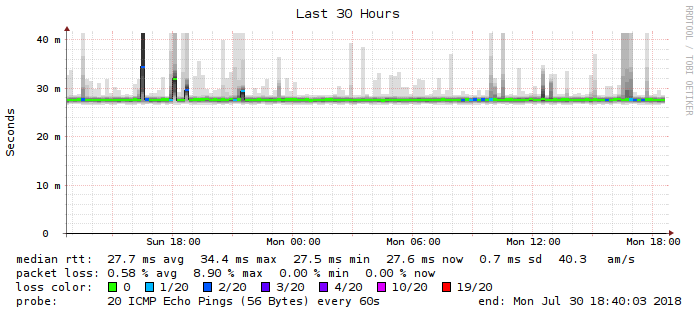 Last 30 Hours
RRDTOOL / TOBI OETIKER
Seconds
40 m
30 m
20 m
10 m
0
Sun 18:00 Mon 00:00 Mon 06:00 Mon 12:00 Mon 18:00
median rtt: 27.7 ms avg 34.4 ms max 27.5 ms min 27.6 ms now 0.7 ms sd 40.3 am/s
packet loss: 0.58 % avg 8.90 % max 0.00 % min 0.00 % now
loss color: 0 1/20 2/20 3/20 4/20 10/20 19/20
probe: 20 ICMP Echo Pings (56 Bytes) every 60s end: Mon Jul 30 18:40:03 2018